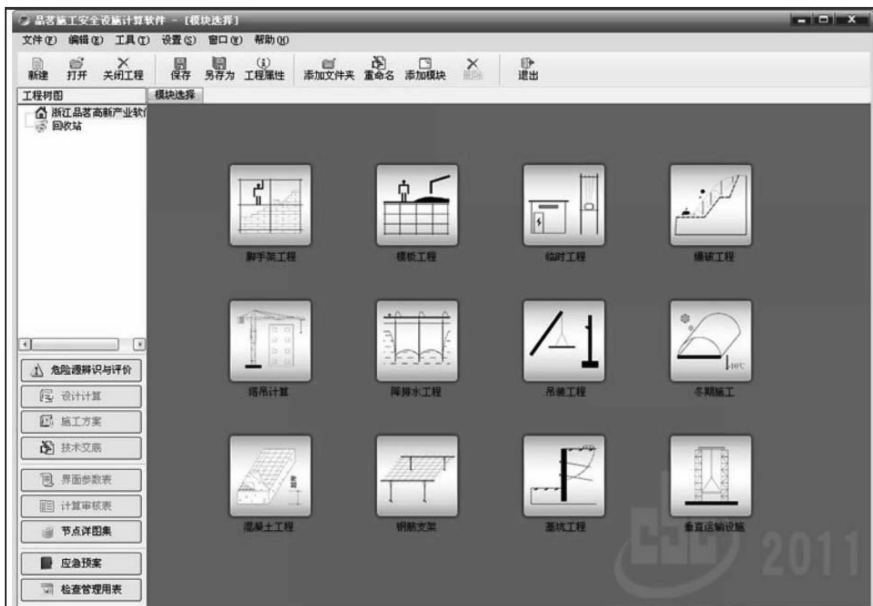 品茗施工安全设施计算软件 - [模块选择]
文件(F) 编辑(E) 工具(T) 设置(S) 窗口(W) 帮助(H)
新建 打开 关闭工程 保存 另存为 工程属性 添加文件夹 重命名 添加模块 删除 退出
工程树图
模块选择
浙江品茗高新产业软件
回收站
脚手架工程 模板工程 临时工程 爆破工程
塔吊计算 降排水工程 吊装工程 冬期施工
-10℃
混凝土工程 钢筋支架 基坑工程 垂直运输设施
危险源辨识与评价
设计计算
施工方案
技术交底
界面参数表
计算审核表
节点详图集
应急预案
检查管理用表
2011